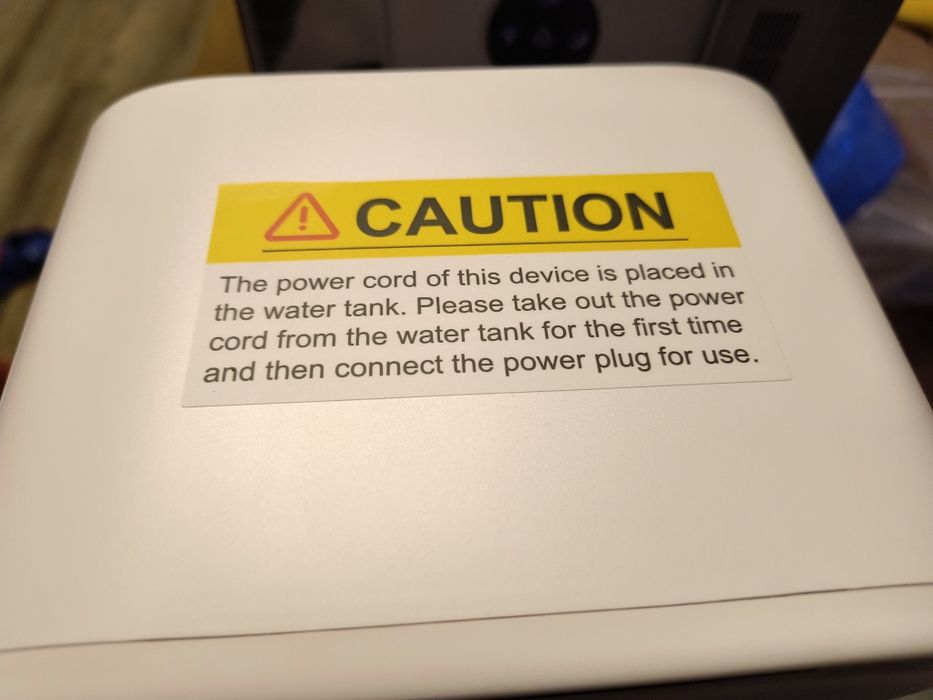 CAUTION
The power cord of this device is placed in
the water tank. Please take out the power
cord from the water tank for the first time
and then connect the power plug for use.